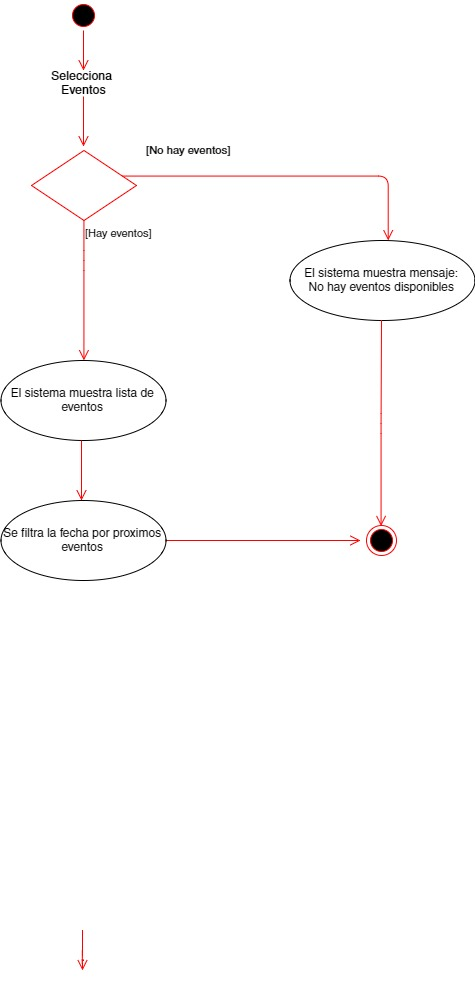 Selecciona
Eventos
[No hay eventos]
[Hay eventos]
El sistema muestra mensaje:
No hay eventos disponibles
El sistema muestra lista de
eventos
Se filtra la fecha por proximos
eventos